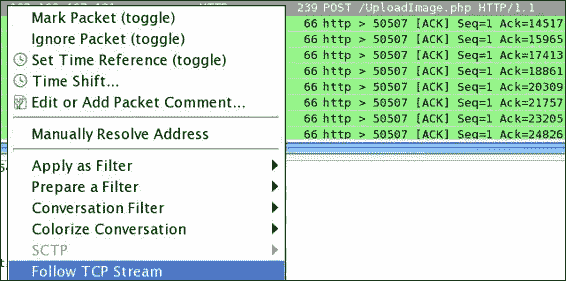 Mark Packet (toggle)
Ignore Packet (toggle)
Set Time Reference (toggle)
Time Shift...
Edit or Add Packet Comment...
Manually Resolve Address
Apply as Filter
Prepare a Filter
Conversation Filter
Colorize Conversation
SCTP
Follow TCP Stream
239 POST /UploadImage.php HTTP/1.1
66 http > 50507 [ACK] Seq=1 Ack=14517
66 http > 50507 [ACK] Seq=1 Ack=15965
66 http > 50507 [ACK] Seq=1 Ack=17413
66 http > 50507 [ACK] Seq=1 Ack=18861
66 http > 50507 [ACK] Seq=1 Ack=20309
66 http > 50507 [ACK] Seq=1 Ack=21757
66 http > 50507 [ACK] Seq=1 Ack=23205
66 http > 50507 [ACK] Seq=1 Ack=24826